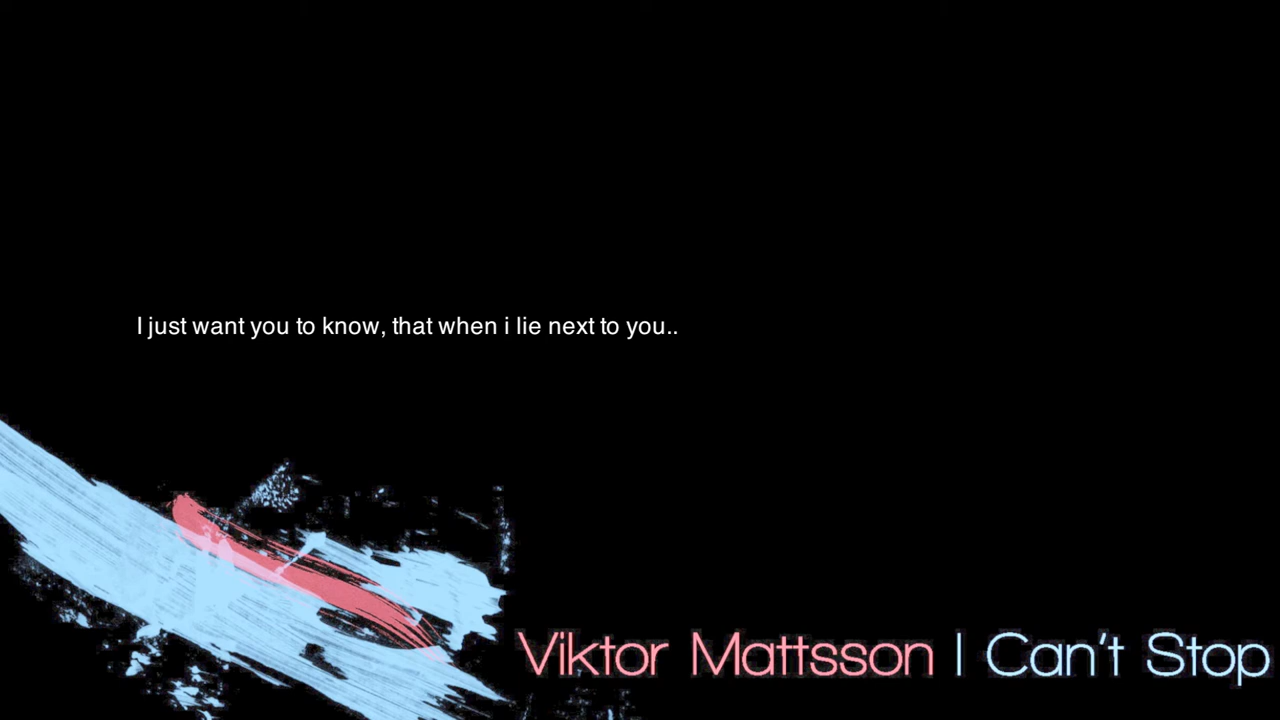 I just want you to know, that when i lie next to you..
Viktor Mattsson | Can't Stop